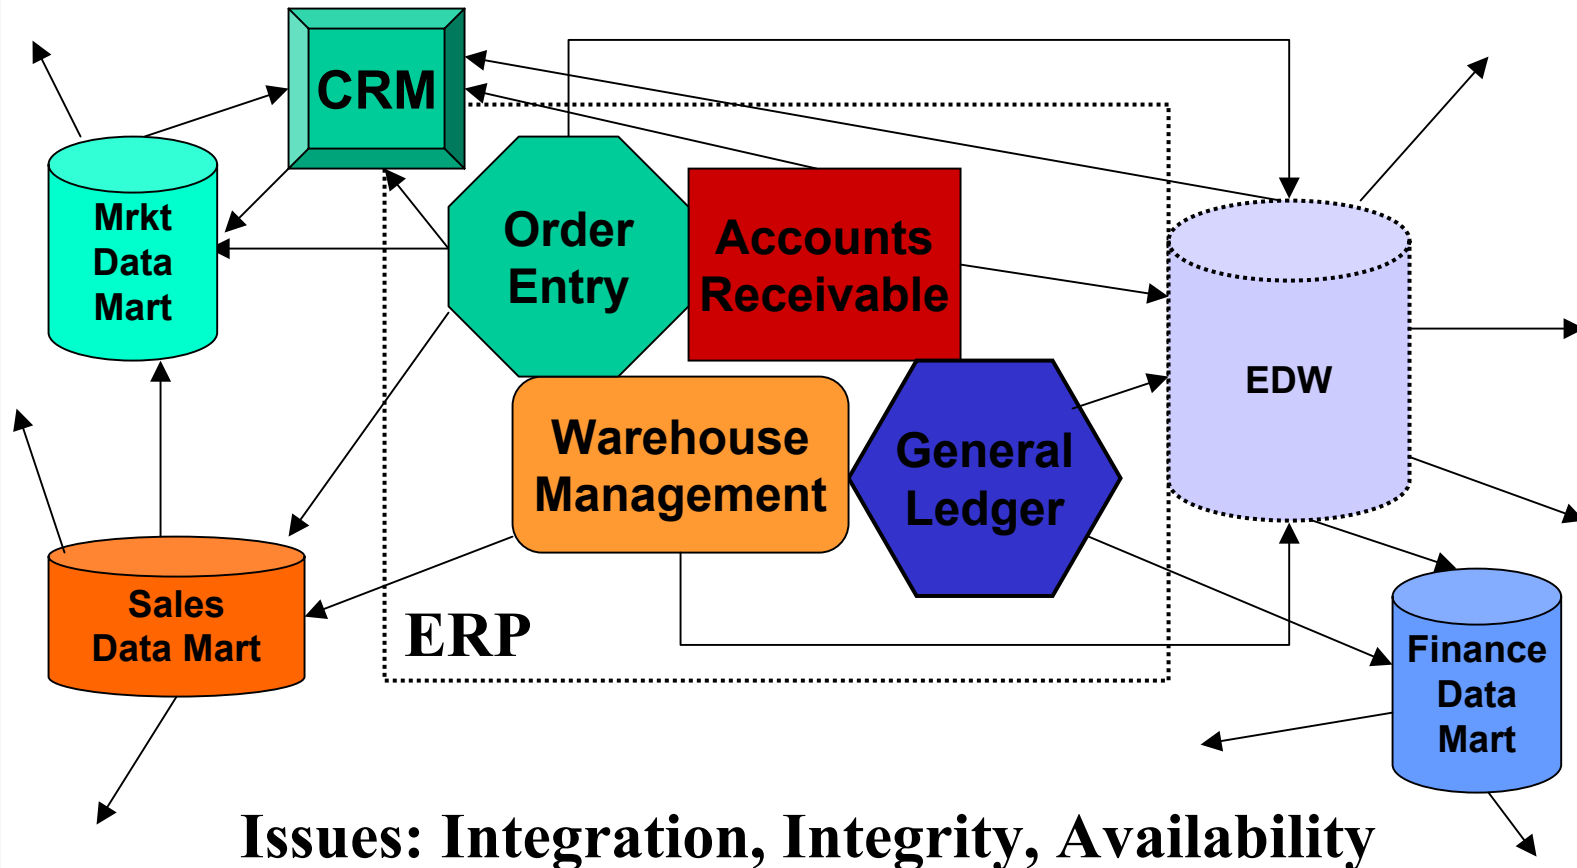 CRM
Mrkt
Data
Mart
Order
Entry
Accounts
Receivable
EDW
Warehouse
Management
General
Ledger
Sales
Data Mart
ERP
Finance
Data
Mart
Issues: Integration, Integrity, Availability